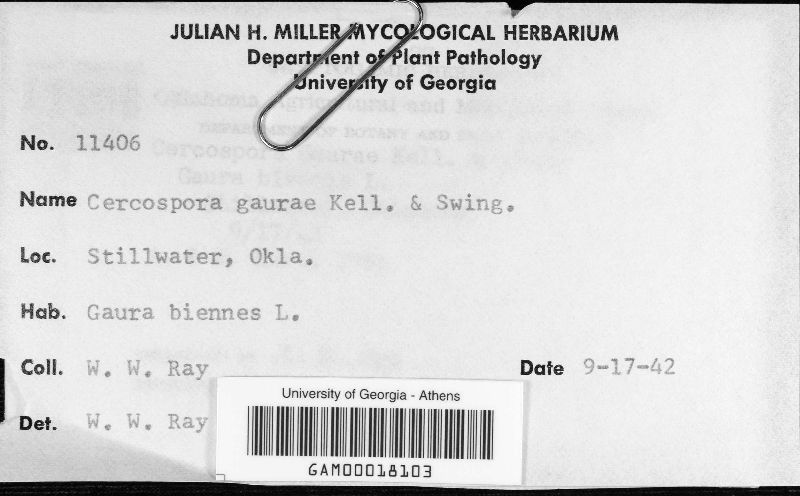 JULIAN H. MILLER MYCOLOGICAL HERBARIUM
Department of Plant Pathology
University of Georgia
No. 11406
Name Cercospora gaurae Kell. & Swing.
Loc. Stillwater, Okla.
Hab. Gaura biennes L.
Coll. W. W. Ray Date 9-17-42
Det. W. W. Ray
University of Georgia - Athens
GAM00018103